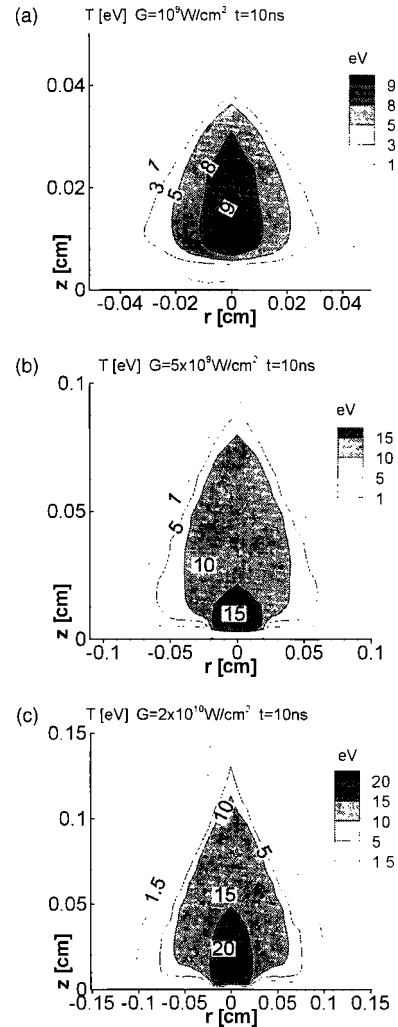 (a) T [eV] G=10⁹W/cm² t=10ns
eV
9
8
5
3
1
z [cm]
0.04
0.02
0
1
3
5
8
9
-0.04 -0.02 0 0.02 0.04
r [cm]
(b) T [eV] G=5x10⁹W/cm² t=10ns
eV
15
10
5
1
z [cm]
0.1
0.05
0
1
5
10
15
-0.1 -0.05 0 0.05 0.1
r [cm]
(c) T [eV] G=2x10¹⁰W/cm² t=10ns
eV
20
15
10
5
1 5
z [cm]
0.15
0.1
0.05
0
10
5
1.5
15
20
-0.15 -0.1 -0.05 0 0.05 0.1 0.15
r [cm]